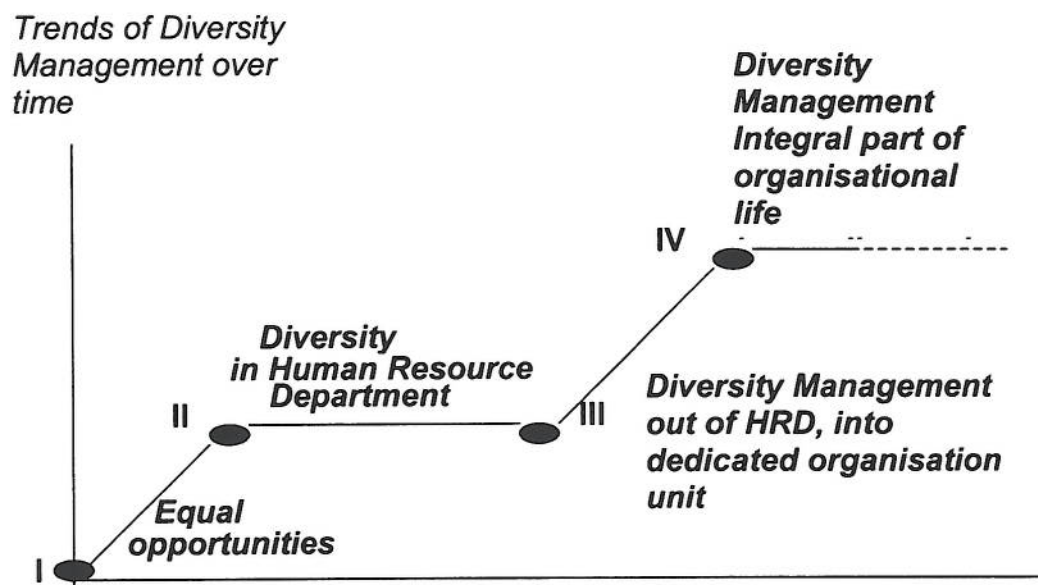 Trends of Diversity
Management over
time
Diversity
Management
Integral part of
organisational
life
IV
Diversity
in Human Resource
Department
II
III
Diversity Management
out of HRD, into
dedicated organisation
unit
Equal
opportunities
I